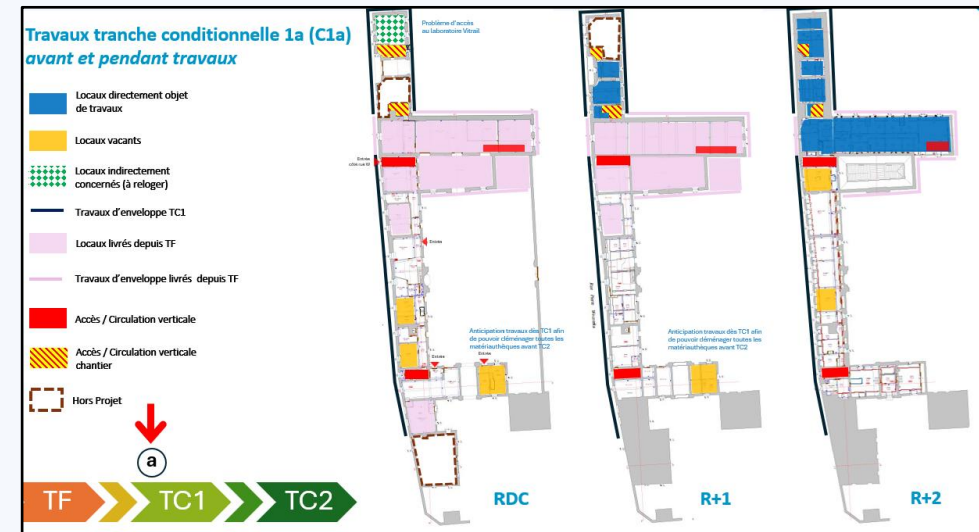 Travaux tranche conditionnelle 1a (C1a)
avant et pendant travaux
Locaux directement objet
de travaux
Locaux vacants
Locaux indirectement
concernés (à reloger)
Travaux d'enveloppe TC1
Locaux livrés depuis TF
Travaux d'enveloppe livrés depuis TF
Accès / Circulation verticale
Accès / Circulation verticale
chantier
Hors Projet
a
TF
TC1
TC2
Problème d'accès
au laboratoire Vitrail
Entrée
Entrée
Anticipation travaux dès TC1 afin
de pouvoir déménager toutes les
matériauthèques avant TC2
Entrée
Entrée
RDC
Anticipation travaux dès TC1 afin
de pouvoir déménager toutes les
matériauthèques avant TC2
R+1
R+2